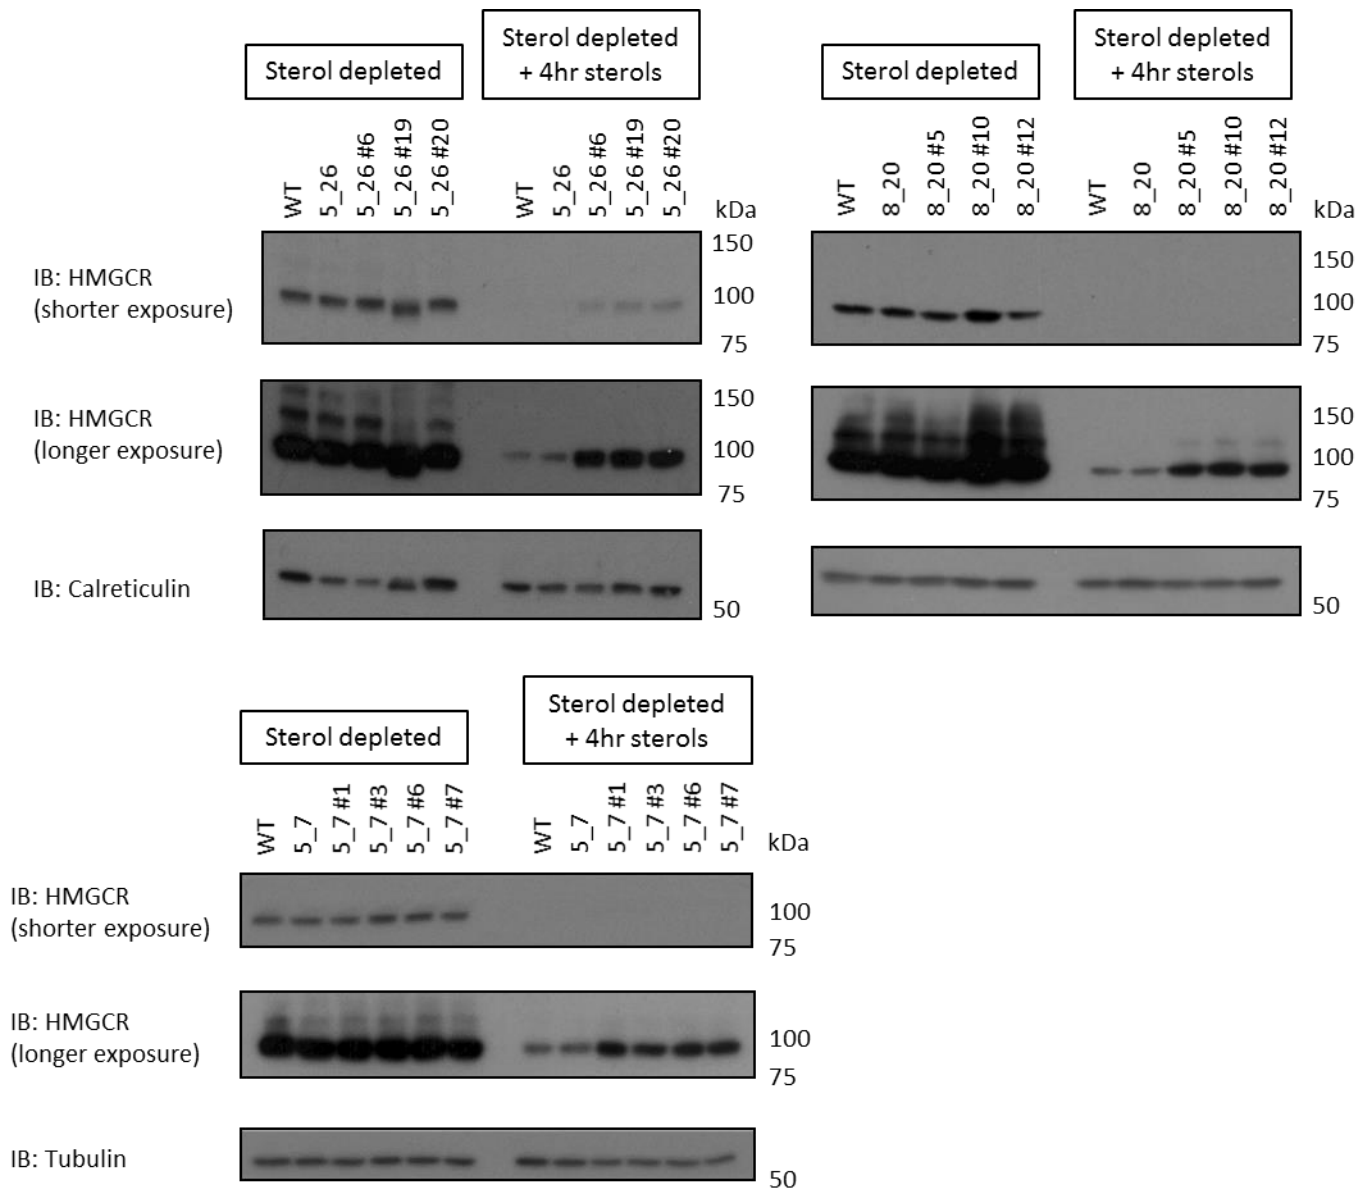 Sterol depleted
Sterol depleted
+ 4hr sterols
WT
5_26
5_26 #6
5_26 #19
5_26 #20
WT
5_26
5_26 #6
5_26 #19
5_26 #20
kDa
IB: HMGCR
(shorter exposure)
150
100
75
IB: HMGCR
(longer exposure)
150
100
75
IB: Calreticulin
50
Sterol depleted
Sterol depleted
+ 4hr sterols
WT
8_20
8_20 #5
8_20 #10
8_20 #12
WT
8_20
8_20 #5
8_20 #10
8_20 #12
kDa
150
100
75
150
100
75
50
Sterol depleted
Sterol depleted
+ 4hr sterols
WT
5_7
5_7 #1
5_7 #3
5_7 #6
5_7 #7
WT
5_7
5_7 #1
5_7 #3
5_7 #6
5_7 #7
kDa
IB: HMGCR
(shorter exposure)
100
75
IB: HMGCR
(longer exposure)
100
75
IB: Tubulin
50